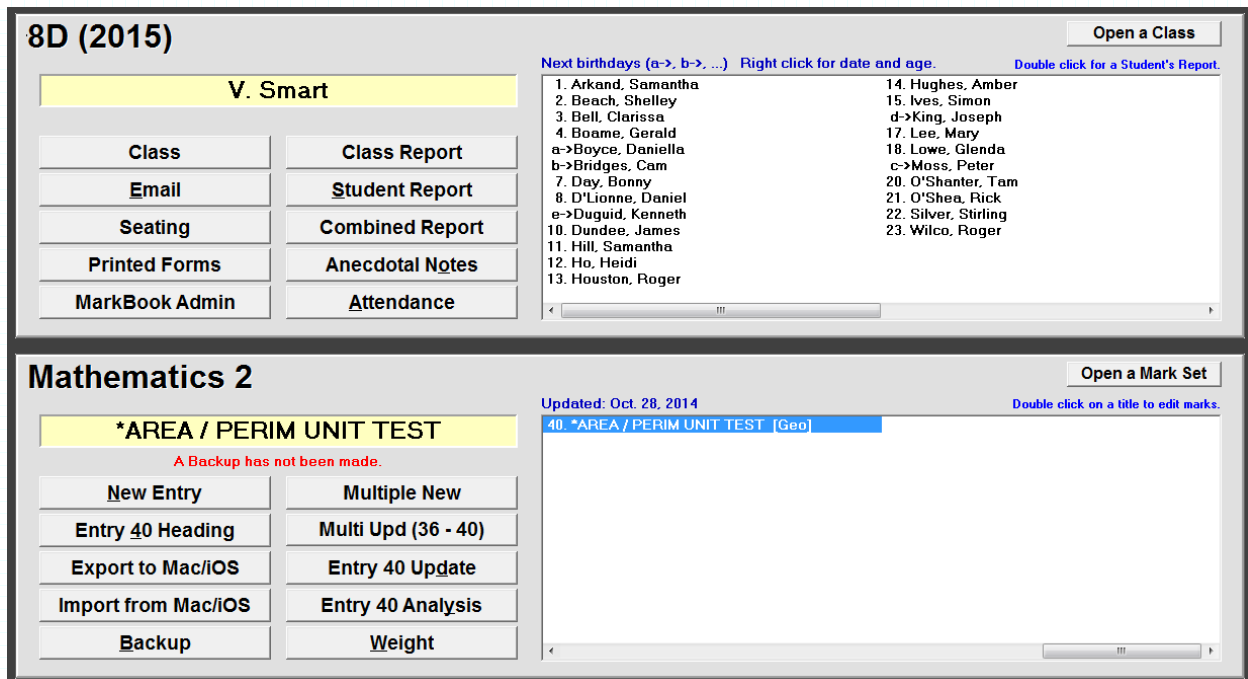 8D (2015)
Open a Class
Next birthdays (a->, b->, ...) Right click for date and age.
Double click for a Student's Report.
V. Smart
Class
Class Report
Email
Student Report
Seating
Combined Report
Printed Forms
Anecdotal Notes
MarkBook Admin
Attendance
1. Arkand, Samantha
2. Beach, Shelley
3. Bell, Clarissa
4. Boame, Gerald
a->Boyce, Daniella
b->Bridges, Cam
7. Day, Bonny
8. D'Lionne, Daniel
e->Duguid, Kenneth
10. Dundee, James
11. Hill, Samantha
12. Ho, Heidi
13. Houston, Roger
14. Hughes, Amber
15. Ives, Simon
d->King, Joseph
17. Lee, Mary
18. Lowe, Glenda
c->Moss, Peter
20. O'Shanter, Tam
21. O'Shea, Rick
22. Silver, Stirling
23. Wilco, Roger
Mathematics 2
Open a Mark Set
Updated: Oct. 28, 2014
Double click on a title to edit marks.
*AREA / PERIM UNIT TEST
A Backup has not been made.
New Entry
Multiple New
Entry 40 Heading
Multi Upd (36 - 40)
Export to Mac/iOS
Entry 40 Update
Import from Mac/iOS
Entry 40 Analysis
Backup
Weight
40. *AREA / PERIM UNIT TEST [Geo]